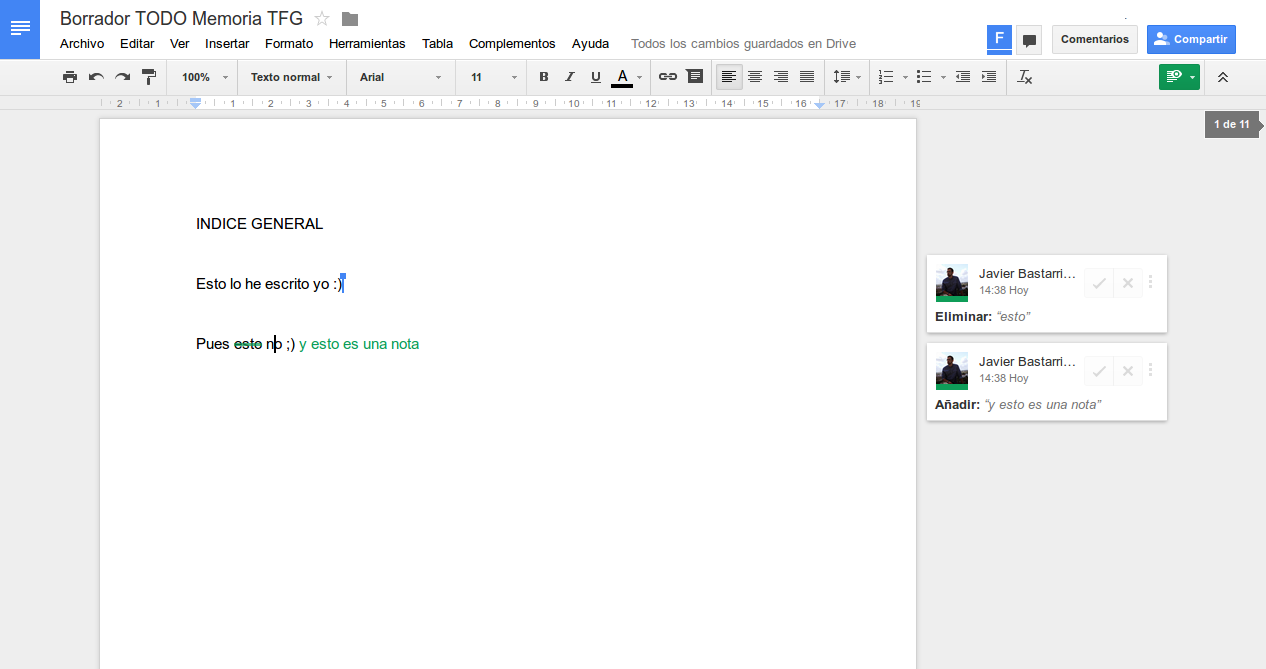 Borrador TODO Memoria TFG
Archivo Editar Ver Insertar Formato Herramientas Tabla Complementos Ayuda Todos los cambios guardados en Drive
F Comentarios Compartir
100% Texto normal Arial 11 B I U A
2 1 1 2 3 4 5 6 7 8 9 10 11 12 13 14 15 16 17 18 19
1 de 11
INDICE GENERAL
Esto lo he escrito yo :)
Pues esto no ;) y esto es una nota
Javier Bastarri...
14:38 Hoy
Eliminar: “esto”
Javier Bastarri...
14:38 Hoy
Añadir: “y esto es una nota”